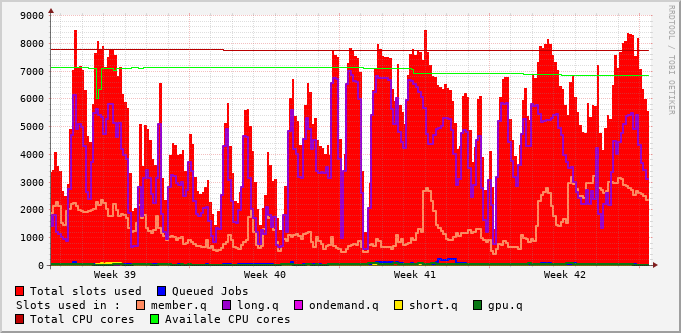 RRDTOOL / TOBI OETIKER
9000
8000
7000
6000
5000
4000
3000
2000
1000
0
Week 39 Week 40 Week 41 Week 42
Total slots used Queued Jobs
Slots used in : member.q long.q ondemand.q short.q gpu.q
Total CPU cores Availale CPU cores